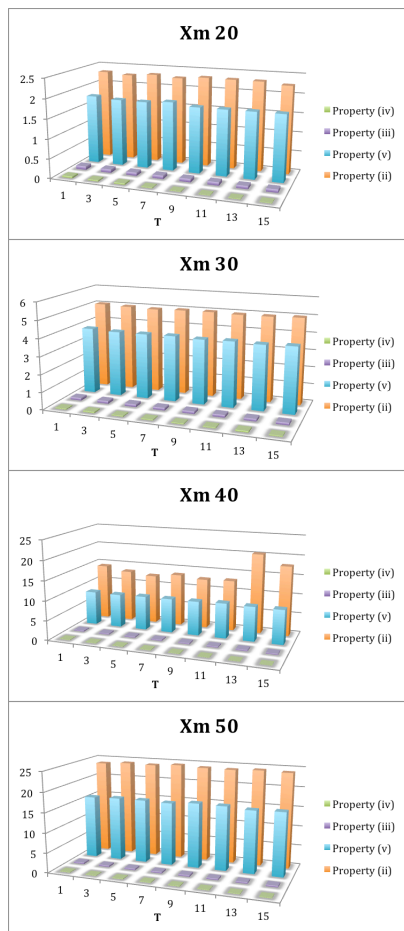 Xm 20
2.5
2
1.5
1
0.5
0
1
3
5
7
9
11
13
15
T
Property (iv)
Property (iii)
Property (v)
Property (ii)
Xm 30
6
5
4
3
2
1
0
1
3
5
7
9
11
13
15
T
Property (iv)
Property (iii)
Property (v)
Property (ii)
Xm 40
25
20
15
10
5
0
1
3
5
7
9
11
13
15
T
Property (iv)
Property (iii)
Property (v)
Property (ii)
Xm 50
25
20
15
10
5
0
1
3
5
7
9
11
13
15
T
Property (iv)
Property (iii)
Property (v)
Property (ii)